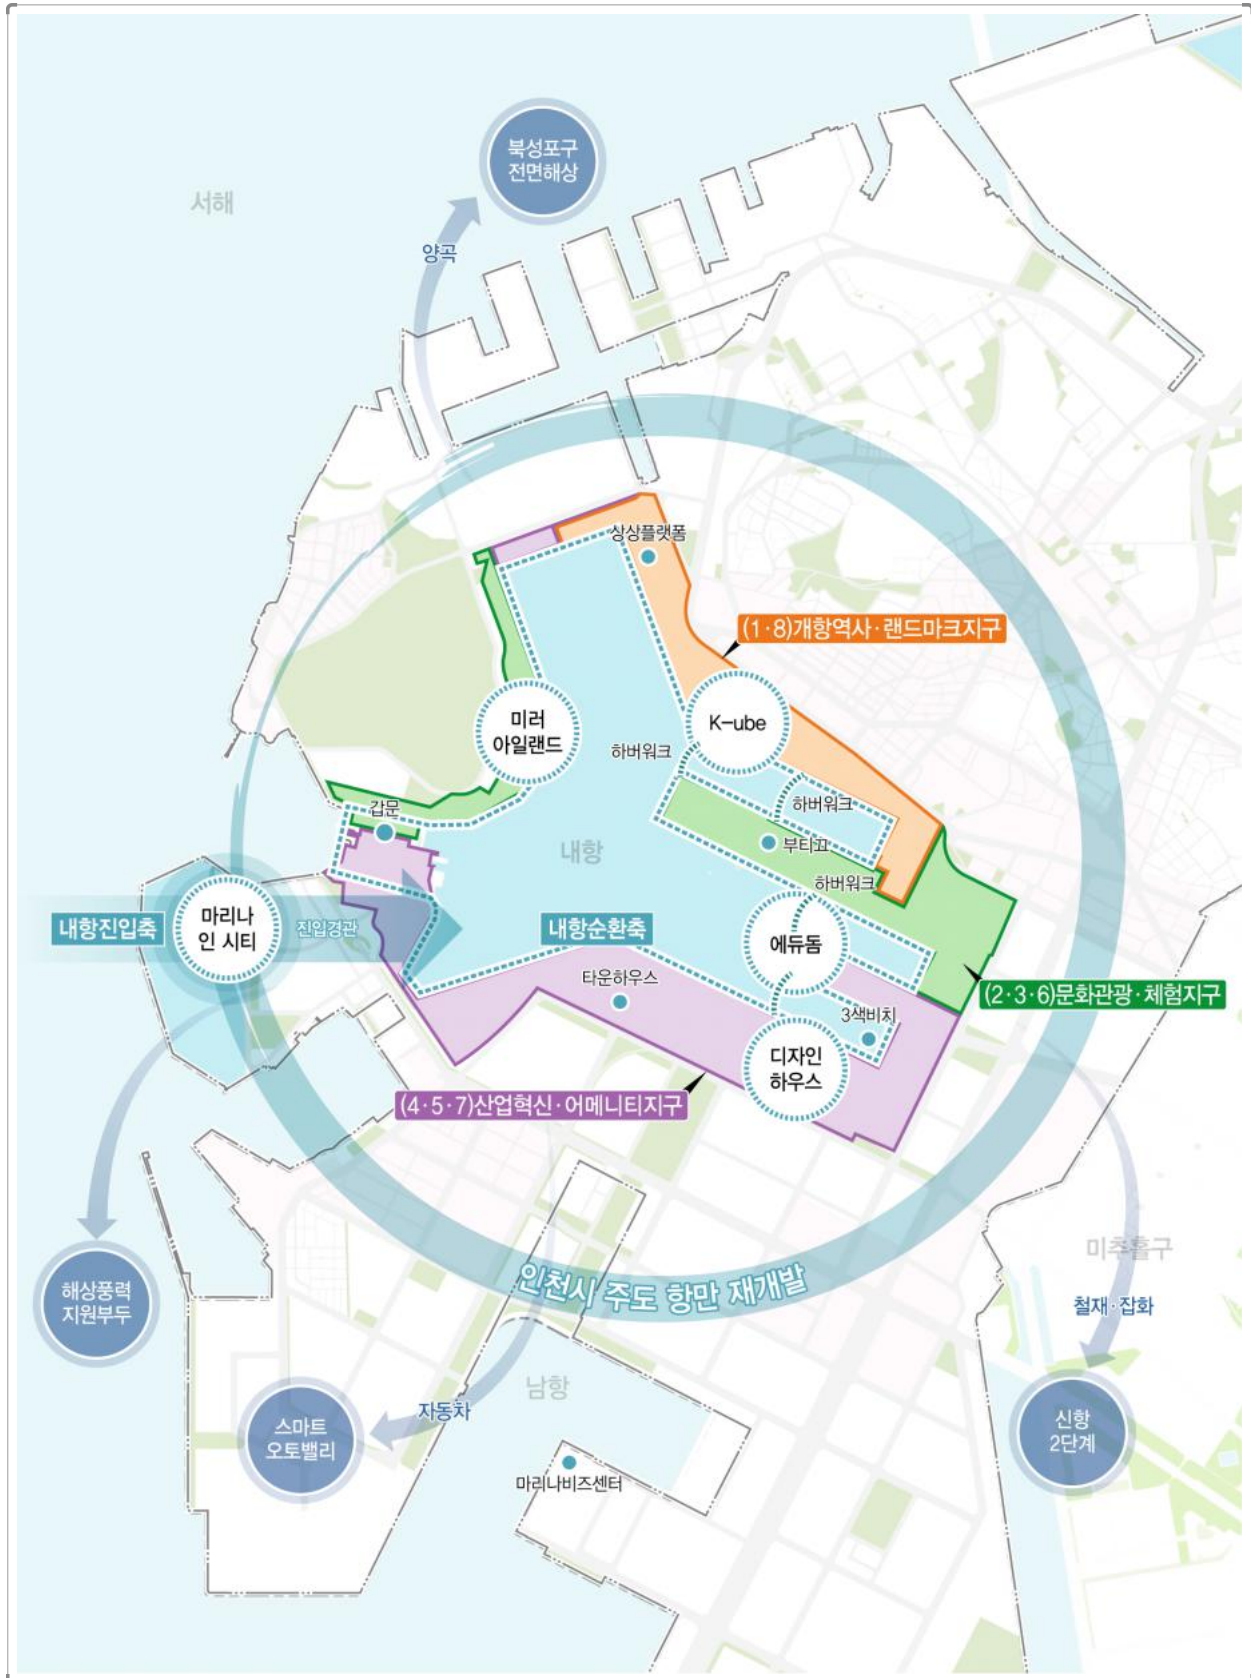 북성포구
전면해상
서해
양곡
상상플랫폼
(1·8)개항역사·랜드마크지구
미러
아일랜드
K-ube
하버워크
하버워크
갑문
내항
부티끄
하버워크
마리나
인 시티
내항진입축
진입경관
내항순환축
에듀돔
타운하우스
(2·3·6)문화관광·체험지구
3색비치
디자인
하우스
(4·5·7)산업혁신·어메니티지구
미추홀구
인천시 주도 항만 재개발
해상풍력
지원부두
철재·잡화
남항
자동차
스마트
오토밸리
신항
2단계
마리나비즈센터